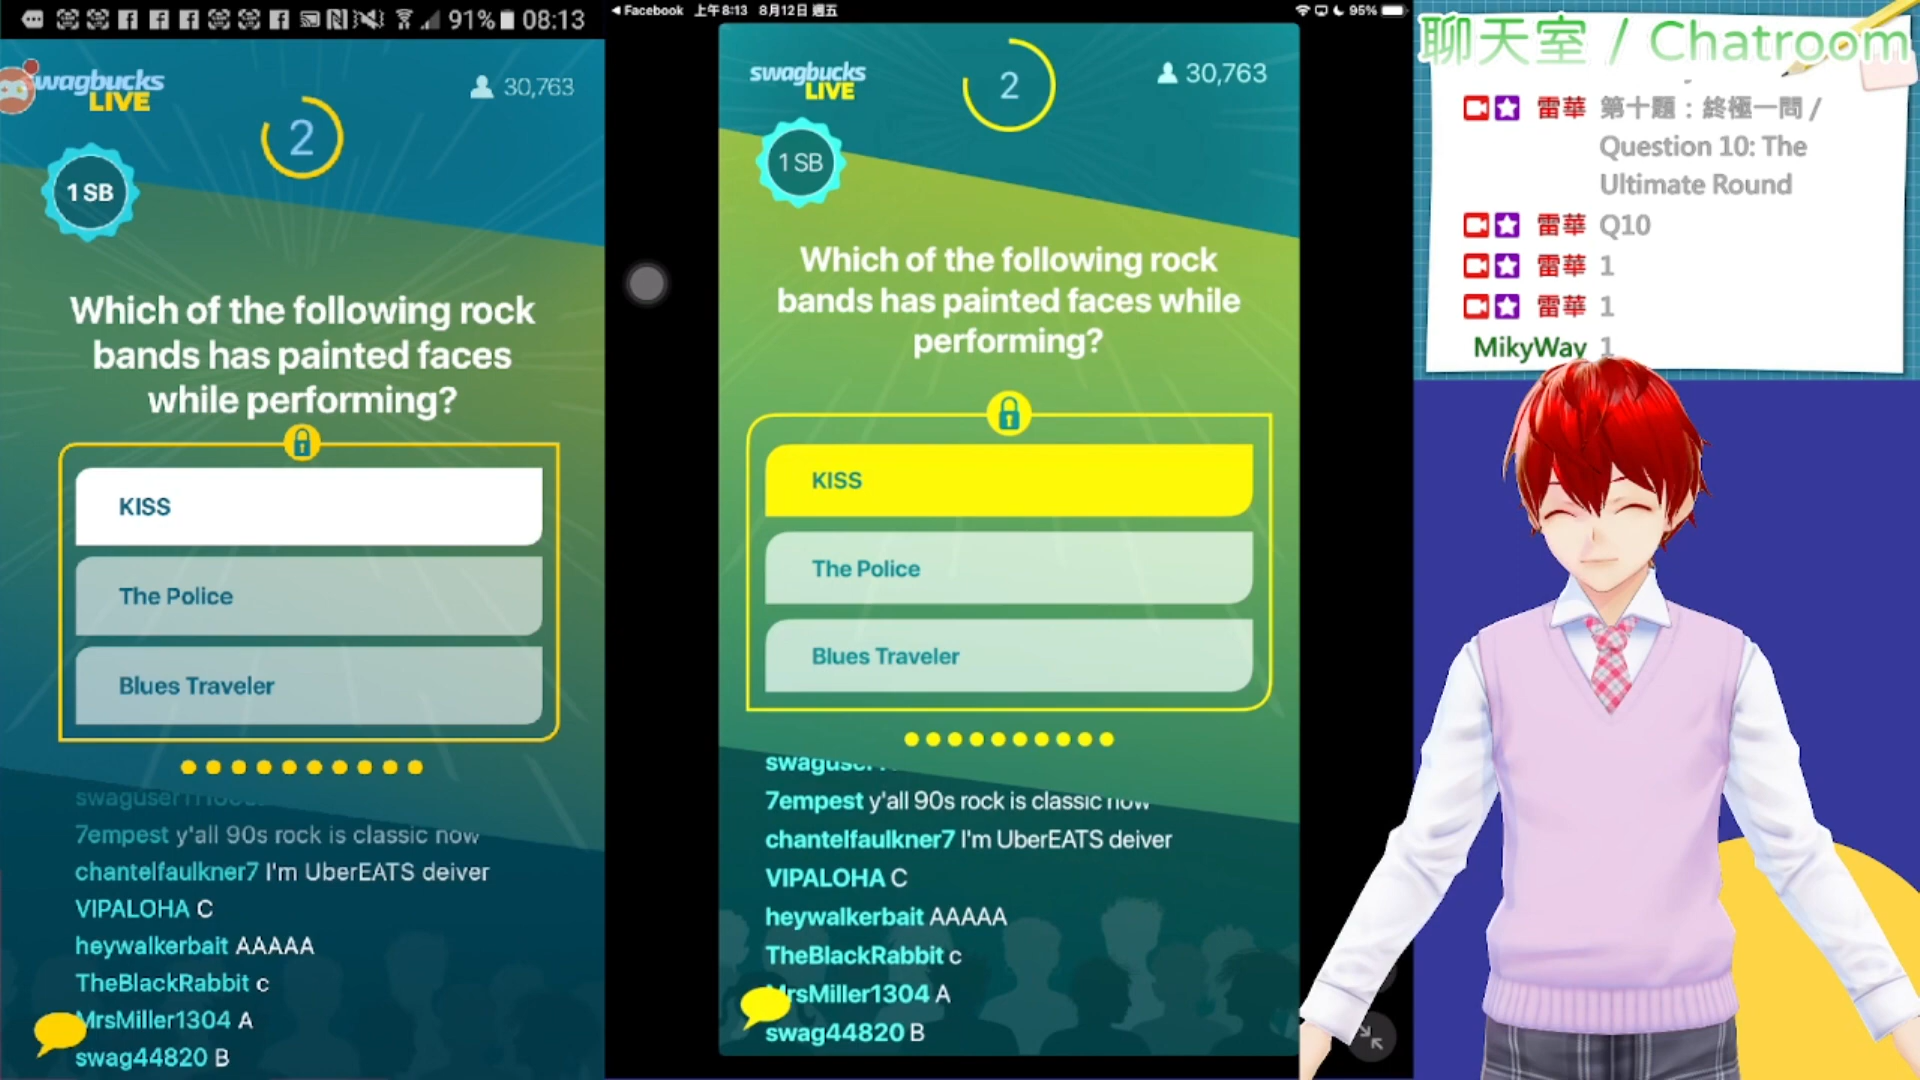 91% 08:13
swagbucks
LIVE
30,763
2
1 SB
Which of the following rock
bands has painted faces
while performing?
KISS
The Police
Blues Traveler
7empest y'all 90s rock is classic now
chantelfaulkner7 I'm UberEATS deiver
VIPALOHA C
heywalkerbait AAAAA
TheBlackRabbit c
MrsMiller1304 A
swag44820 B
Facebook 上午8:13 8月12日 週五
95%
swagbucks
LIVE
2
30,763
1 SB
Which of the following rock
bands has painted faces while
performing?
KISS
The Police
Blues Traveler
7empest y'all 90s rock is classic now
chantelfaulkner7 I'm UberEATS deiver
VIPALOHA C
heywalkerbait AAAAA
TheBlackRabbit c
MrsMiller1304 A
swag44820 B
聊天室 / Chatroom
雷華 第十題：終極一問 /
Question 10: The
Ultimate Round
雷華 Q10
雷華 1
雷華 1
MikyWay 1